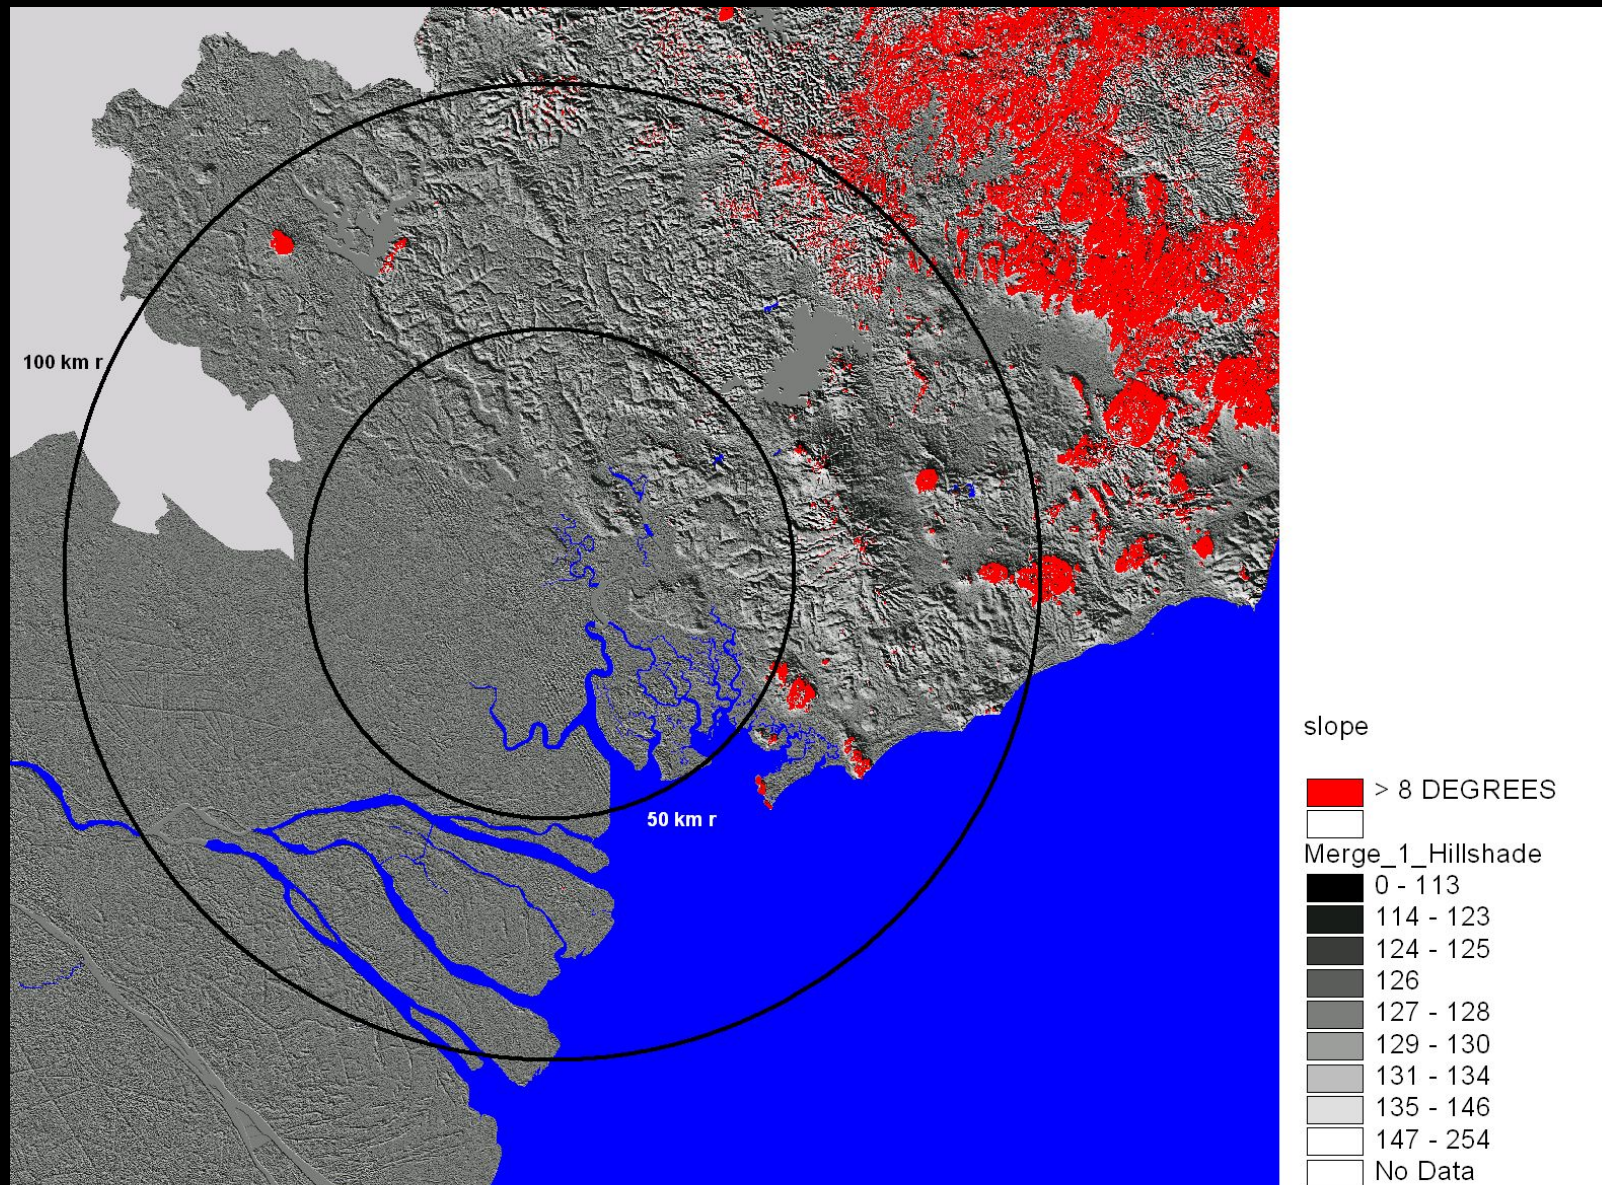 100 km r
50 km r
slope
> 8 DEGREES
Merge_1_Hillshade
0 - 113
114 - 123
124 - 125
126
127 - 128
129 - 130
131 - 134
135 - 146
147 - 254
No Data